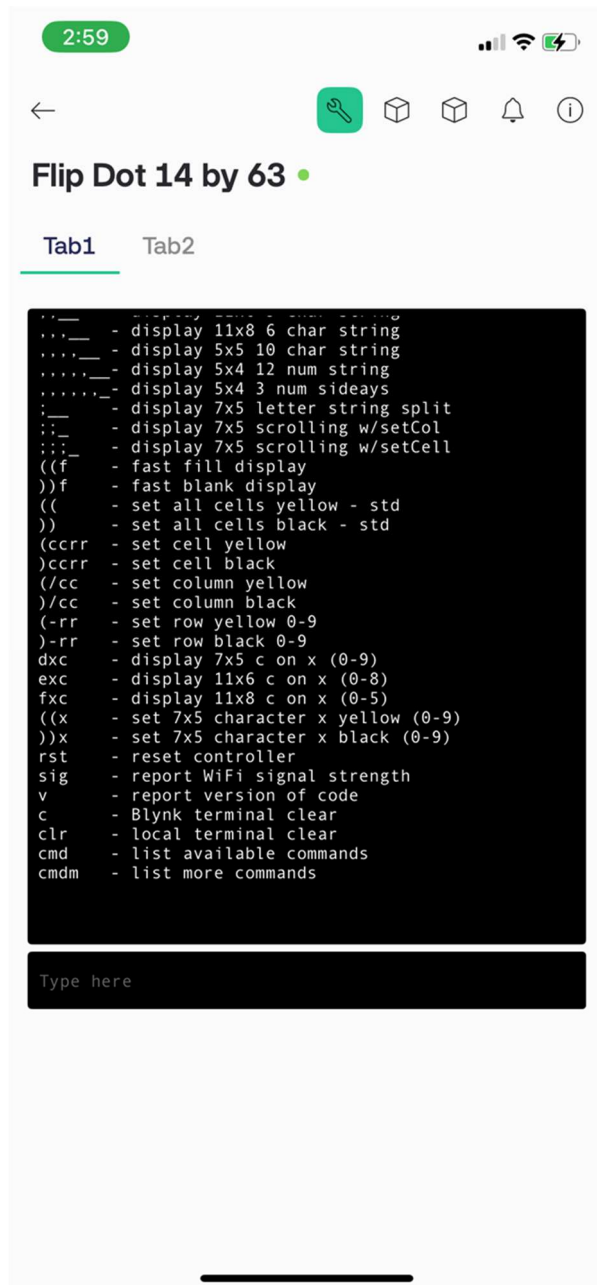 2:59
Flip Dot 14 by 63
Tab1 Tab2
,,,__ - display 11x8 6 char string
,,,,__ - display 5x5 10 char string
,,,,,__- display 5x4 12 num string
,,,,,,_- display 5x4 3 num sideays
;__ - display 7x5 letter string split
;;_ - display 7x5 scrolling w/setCol
;;;_ - display 7x5 scrolling w/setCell
((f - fast fill display
))f - fast blank display
(( - set all cells yellow - std
)) - set all cells black - std
(ccrr - set cell yellow
)ccrr - set cell black
(/cc - set column yellow
)/cc - set column black
(-rr - set row yellow 0-9
)-rr - set row black 0-9
dxc - display 7x5 c on x (0-9)
exc - display 11x6 c on x (0-8)
fxc - display 11x8 c on x (0-5)
((x - set 7x5 character x yellow (0-9)
))x - set 7x5 character x black (0-9)
rst - reset controller
sig - report WiFi signal strength
v - report version of code
c - Blynk terminal clear
clr - local terminal clear
cmd - list available commands
cmdm - list more commands
Type here